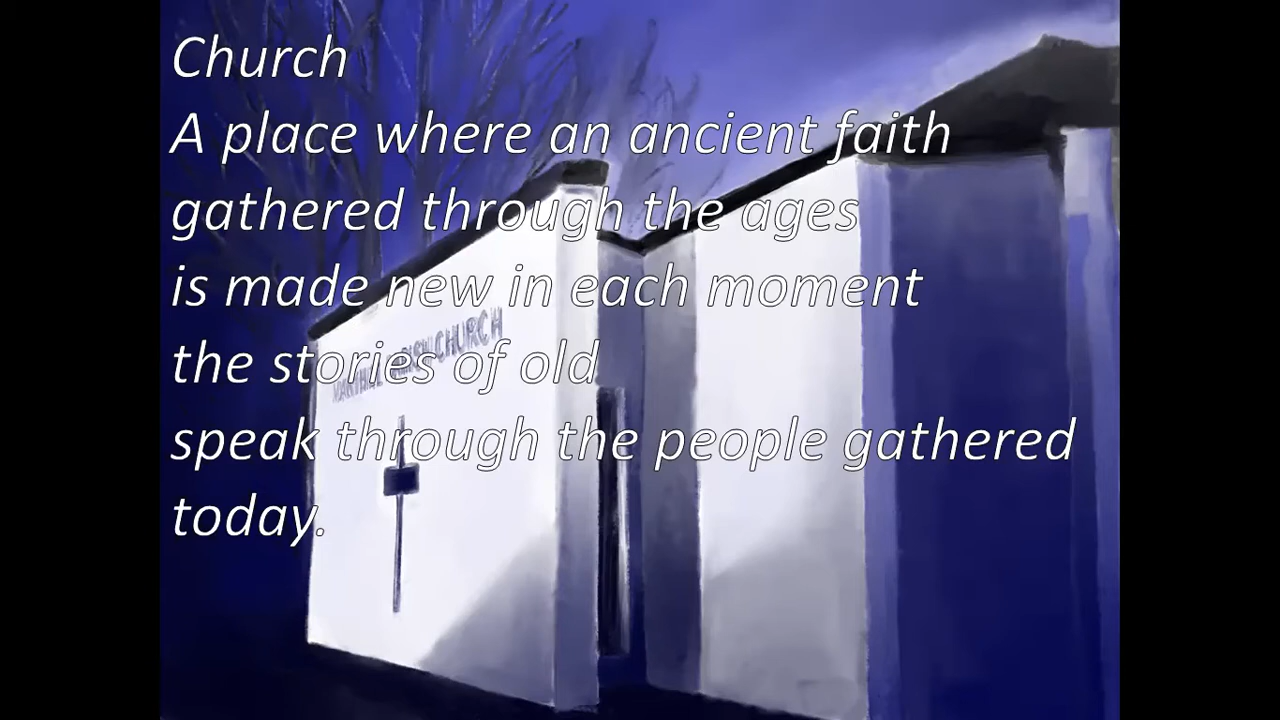 Church
A place where an ancient faith
gathered through the ages
is made new in each moment
the stories of old
speak through the people gathered
today.
CHURCH